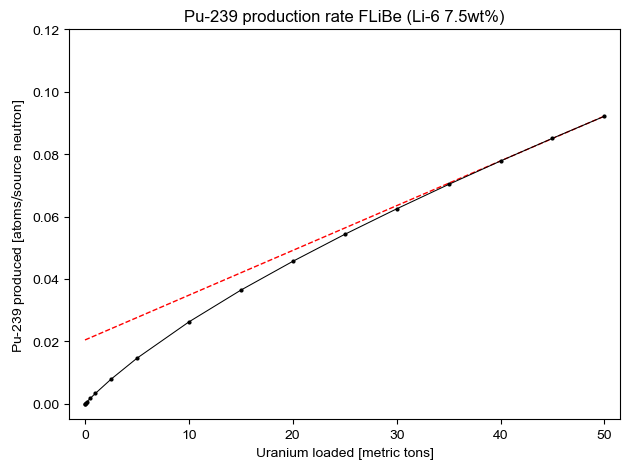 Pu-239 production rate FLiBe (Li-6 7.5wt%)
Pu-239 produced [atoms/source neutron]
0.12
0.10
0.08
0.06
0.04
0.02
0.00
0 10 20 30 40 50
Uranium loaded [metric tons]